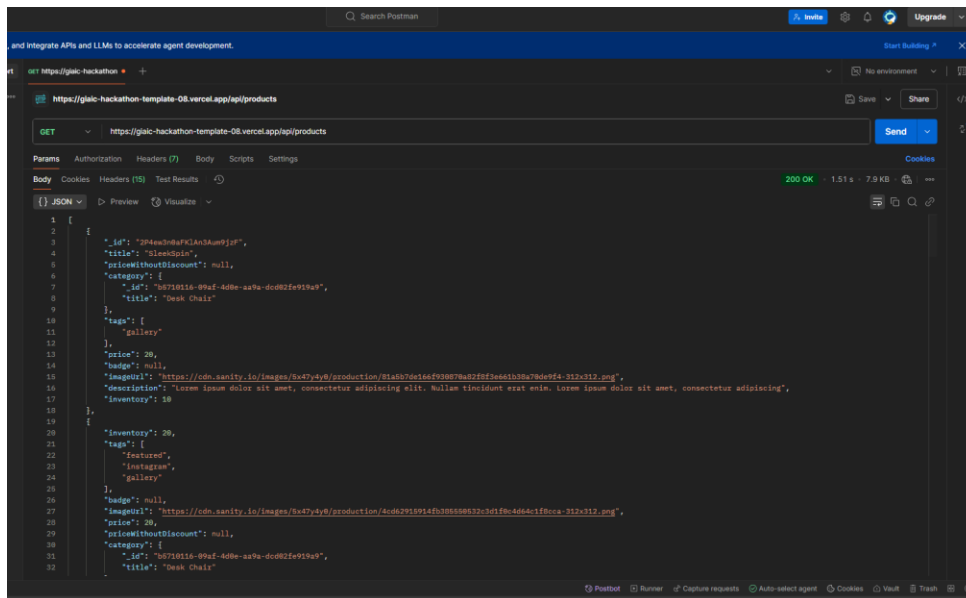 Search Postman
Invite
Upgrade
, and integrate APIs and LLMs to accelerate agent development.
Start Building
GET https://giaic-hackathon
No environment
https://giaic-hackathon-template-08.vercel.app/api/products
Save
Share
GET
https://giaic-hackathon-template-08.vercel.app/api/products
Send
Params Authorization Headers (7) Body Scripts Settings
Cookies
Body Cookies Headers (15) Test Results
200 OK 1.51 s 7.9 KB
{} JSON Preview Visualize
1 [
2 {
3 "_id": "2P4ew3n0aFKlAn3Aum9jzF",
4 "title": "SleekSpin",
5 "priceWithoutDiscount": null,
6 "category": {
7 "_id": "b5710116-09af-4d0e-aa9a-dcd02fe919a9",
8 "title": "Desk Chair"
9 },
10 "tags": [
11 "gallery"
12 ],
13 "price": 20,
14 "badge": null,
15 "imageUrl": "https://cdn.sanity.io/images/5x47y4y0/production/81a5b7de166f930870a82f8f3e661b38a70de9f4-312x312.png",
16 "description": "Lorem ipsum dolor sit amet, consectetur adipiscing elit. Nullam tincidunt erat enim. Lorem ipsum dolor sit amet, consectetur adipiscing",
17 "inventory": 10
18 },
19 {
20 "inventory": 20,
21 "tags": [
22 "featured",
23 "instagram",
24 "gallery"
25 ],
26 "badge": null,
27 "imageUrl": "https://cdn.sanity.io/images/5x47y4y0/production/4cd62915914fb385550532c3d1f0c4d64c1f8cca-312x312.png",
28 "price": 20,
29 "priceWithoutDiscount": null,
30 "category": {
31 "_id": "b5710116-09af-4d0e-aa9a-dcd02fe919a9",
32 "title": "Desk Chair"
Postbot Runner Capture requests Auto-select agent Cookies Vault Trash